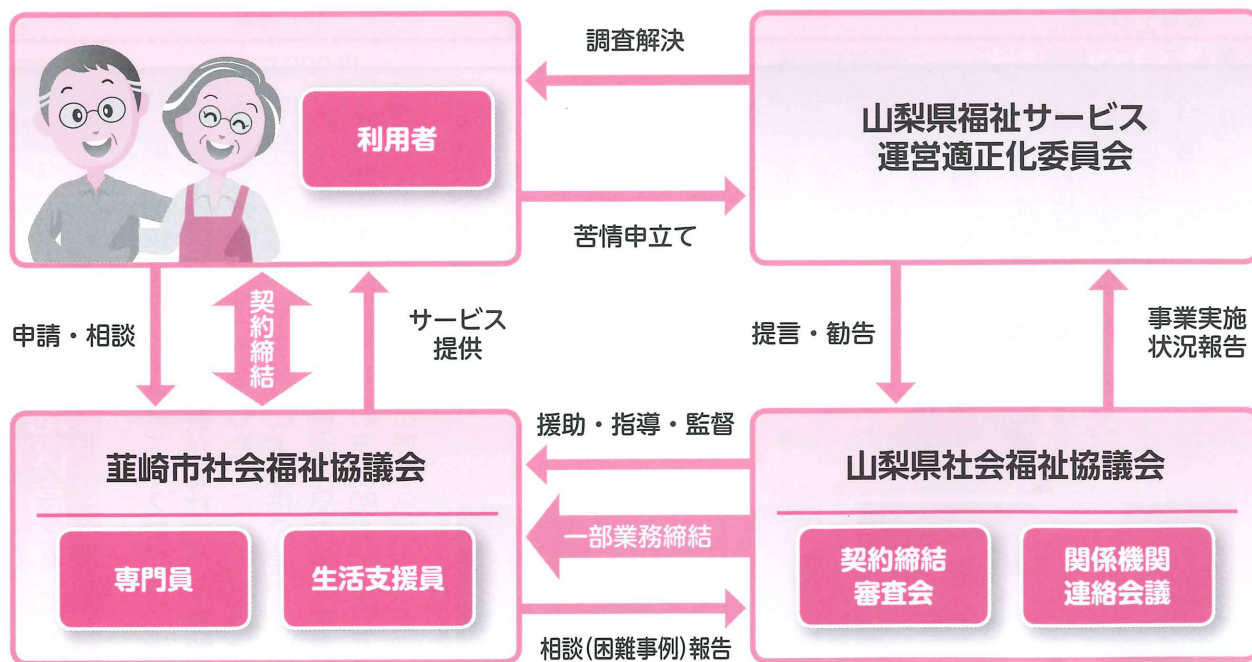 調査解決
利用者
山梨県福祉サービス
運営適正化委員会
苦情申立て
申請・相談
契約締結
サービス
提供
提言・勧告
事業実施
状況報告
援助・指導・監督
韮崎市社会福祉協議会
山梨県社会福祉協議会
一部業務締結
専門員
生活支援員
契約締結
審査会
関係機関
連絡会議
相談(困難事例)報告